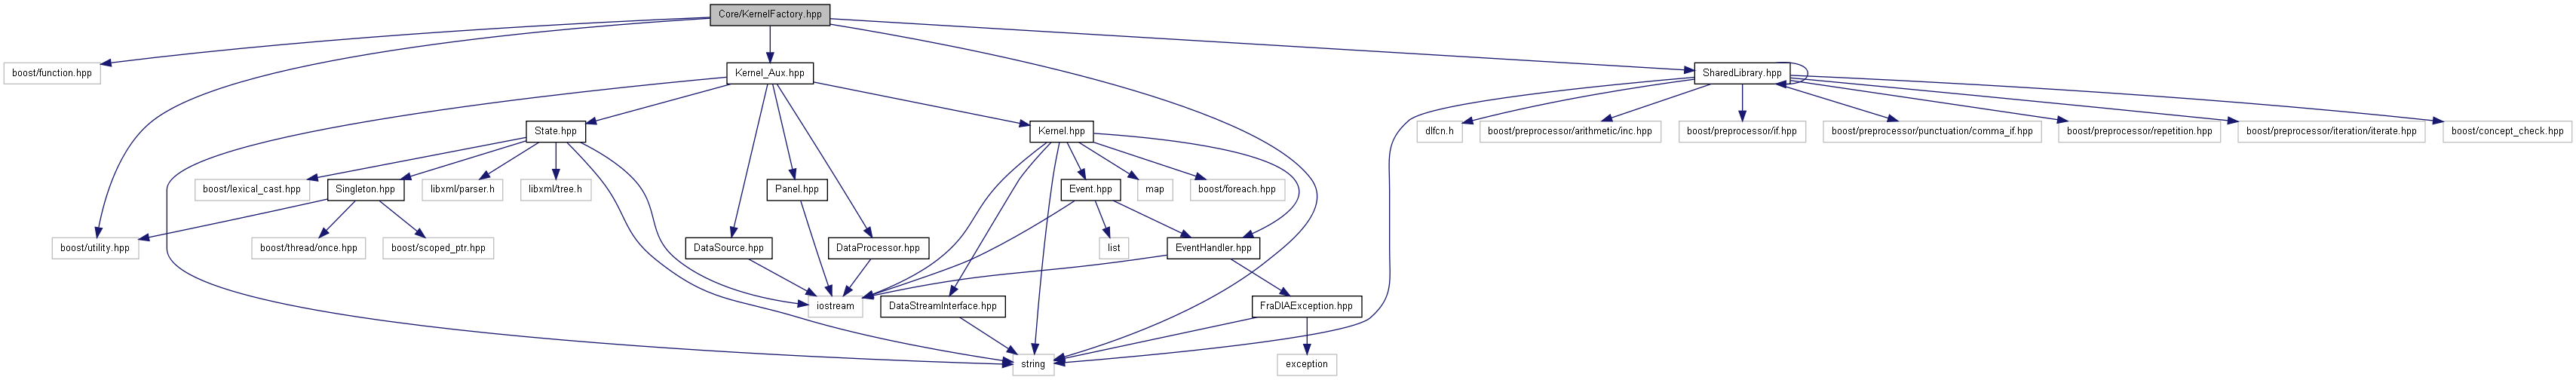 Core/KernelFactory.hpp
boost/function.hpp
Kernel_Aux.hpp
SharedLibrary.hpp
State.hpp
Kernel.hpp
dlfcn.h
boost/preprocessor/arithmetic/inc.hpp
boost/preprocessor/if.hpp
boost/preprocessor/punctuation/comma_if.hpp
boost/preprocessor/repetition.hpp
boost/preprocessor/iteration/iterate.hpp
boost/concept_check.hpp
boost/lexical_cast.hpp
Singleton.hpp
libxml/parser.h
libxml/tree.h
Panel.hpp
Event.hpp
map
boost/foreach.hpp
boost/utility.hpp
boost/thread/once.hpp
boost/scoped_ptr.hpp
DataSource.hpp
DataProcessor.hpp
list
EventHandler.hpp
iostream
DataStreamInterface.hpp
FraDIAException.hpp
string
exception